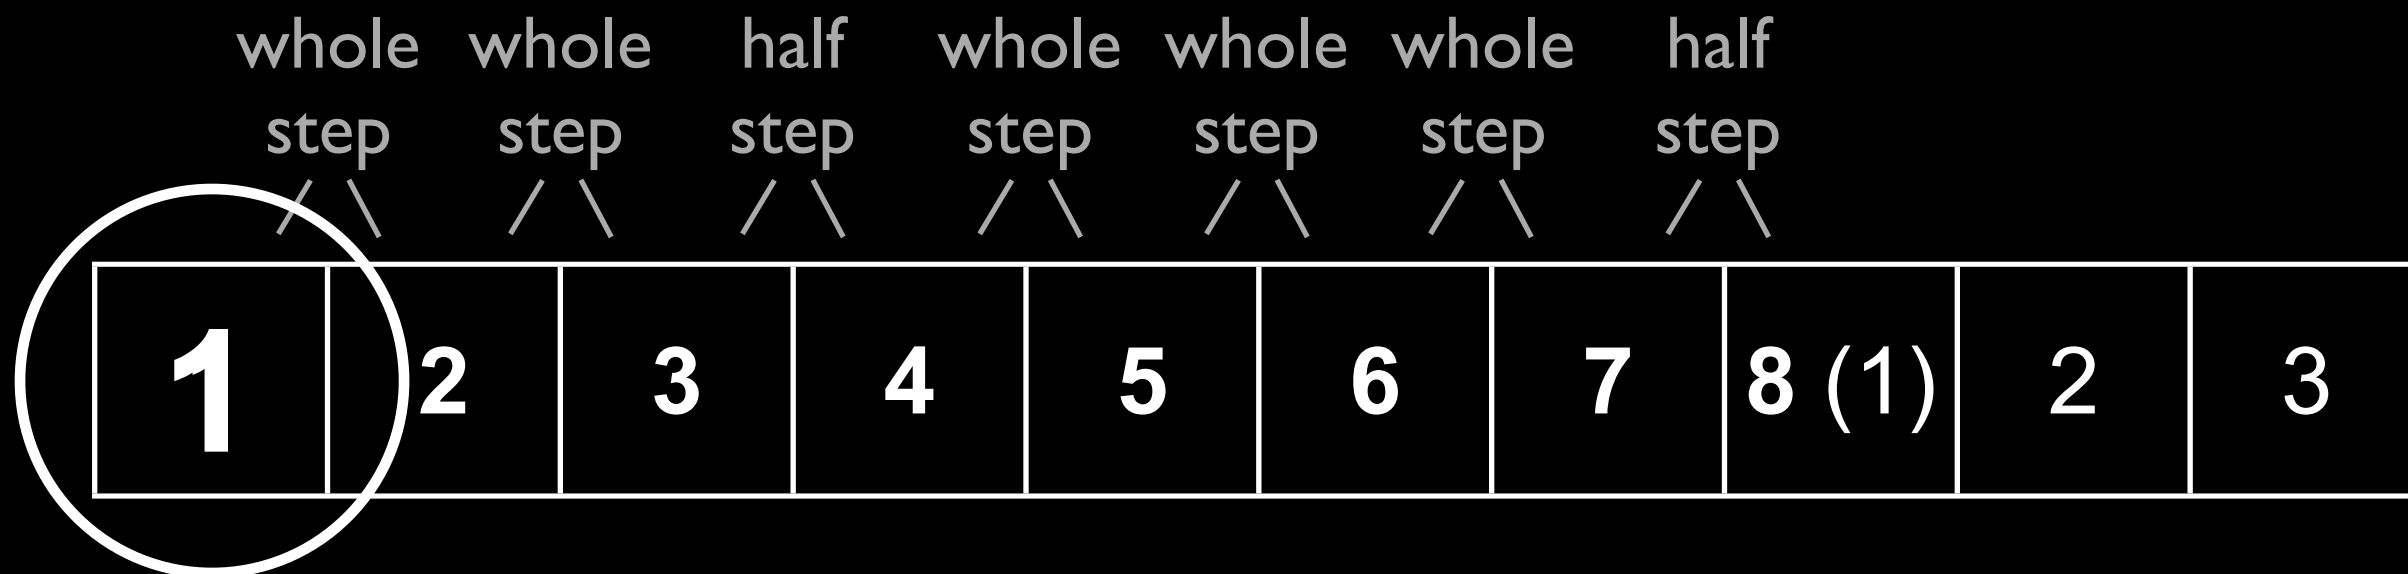 whole whole half whole whole whole half
step step step step step step step
1 2 3 4 5 6 7 8 (1) 2 3